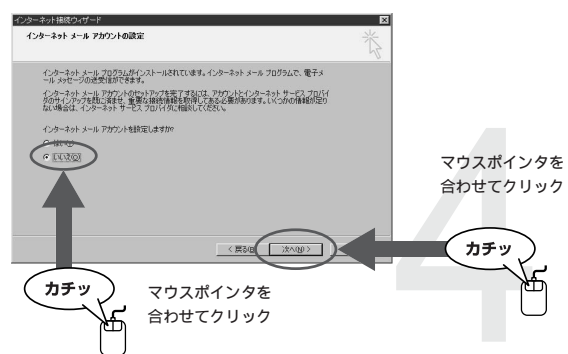 インターネット接続ウィザード
インターネット メール アカウントの設定
インターネット メール プログラムがインストールされています。インターネット メール プログラムで、電子メ
ール メッセージの送受信ができます。
インターネット メール アカウントのセットアップを完了するには、アカウントとインターネット サービス プロバイ
ダのサインアップを既に済ませ、重要な接続情報を取得してある必要があります。いくつかの情報が足り
ない場合は、インターネット サービス プロバイダに相談してください。
インターネット メール アカウントを設定しますか?
はい(Y)
いいえ(O)
< 戻る(B)
次へ(N) >
マウスポインタを
合わせてクリック
4
カチッ
カチッ
マウスポインタを
合わせてクリック